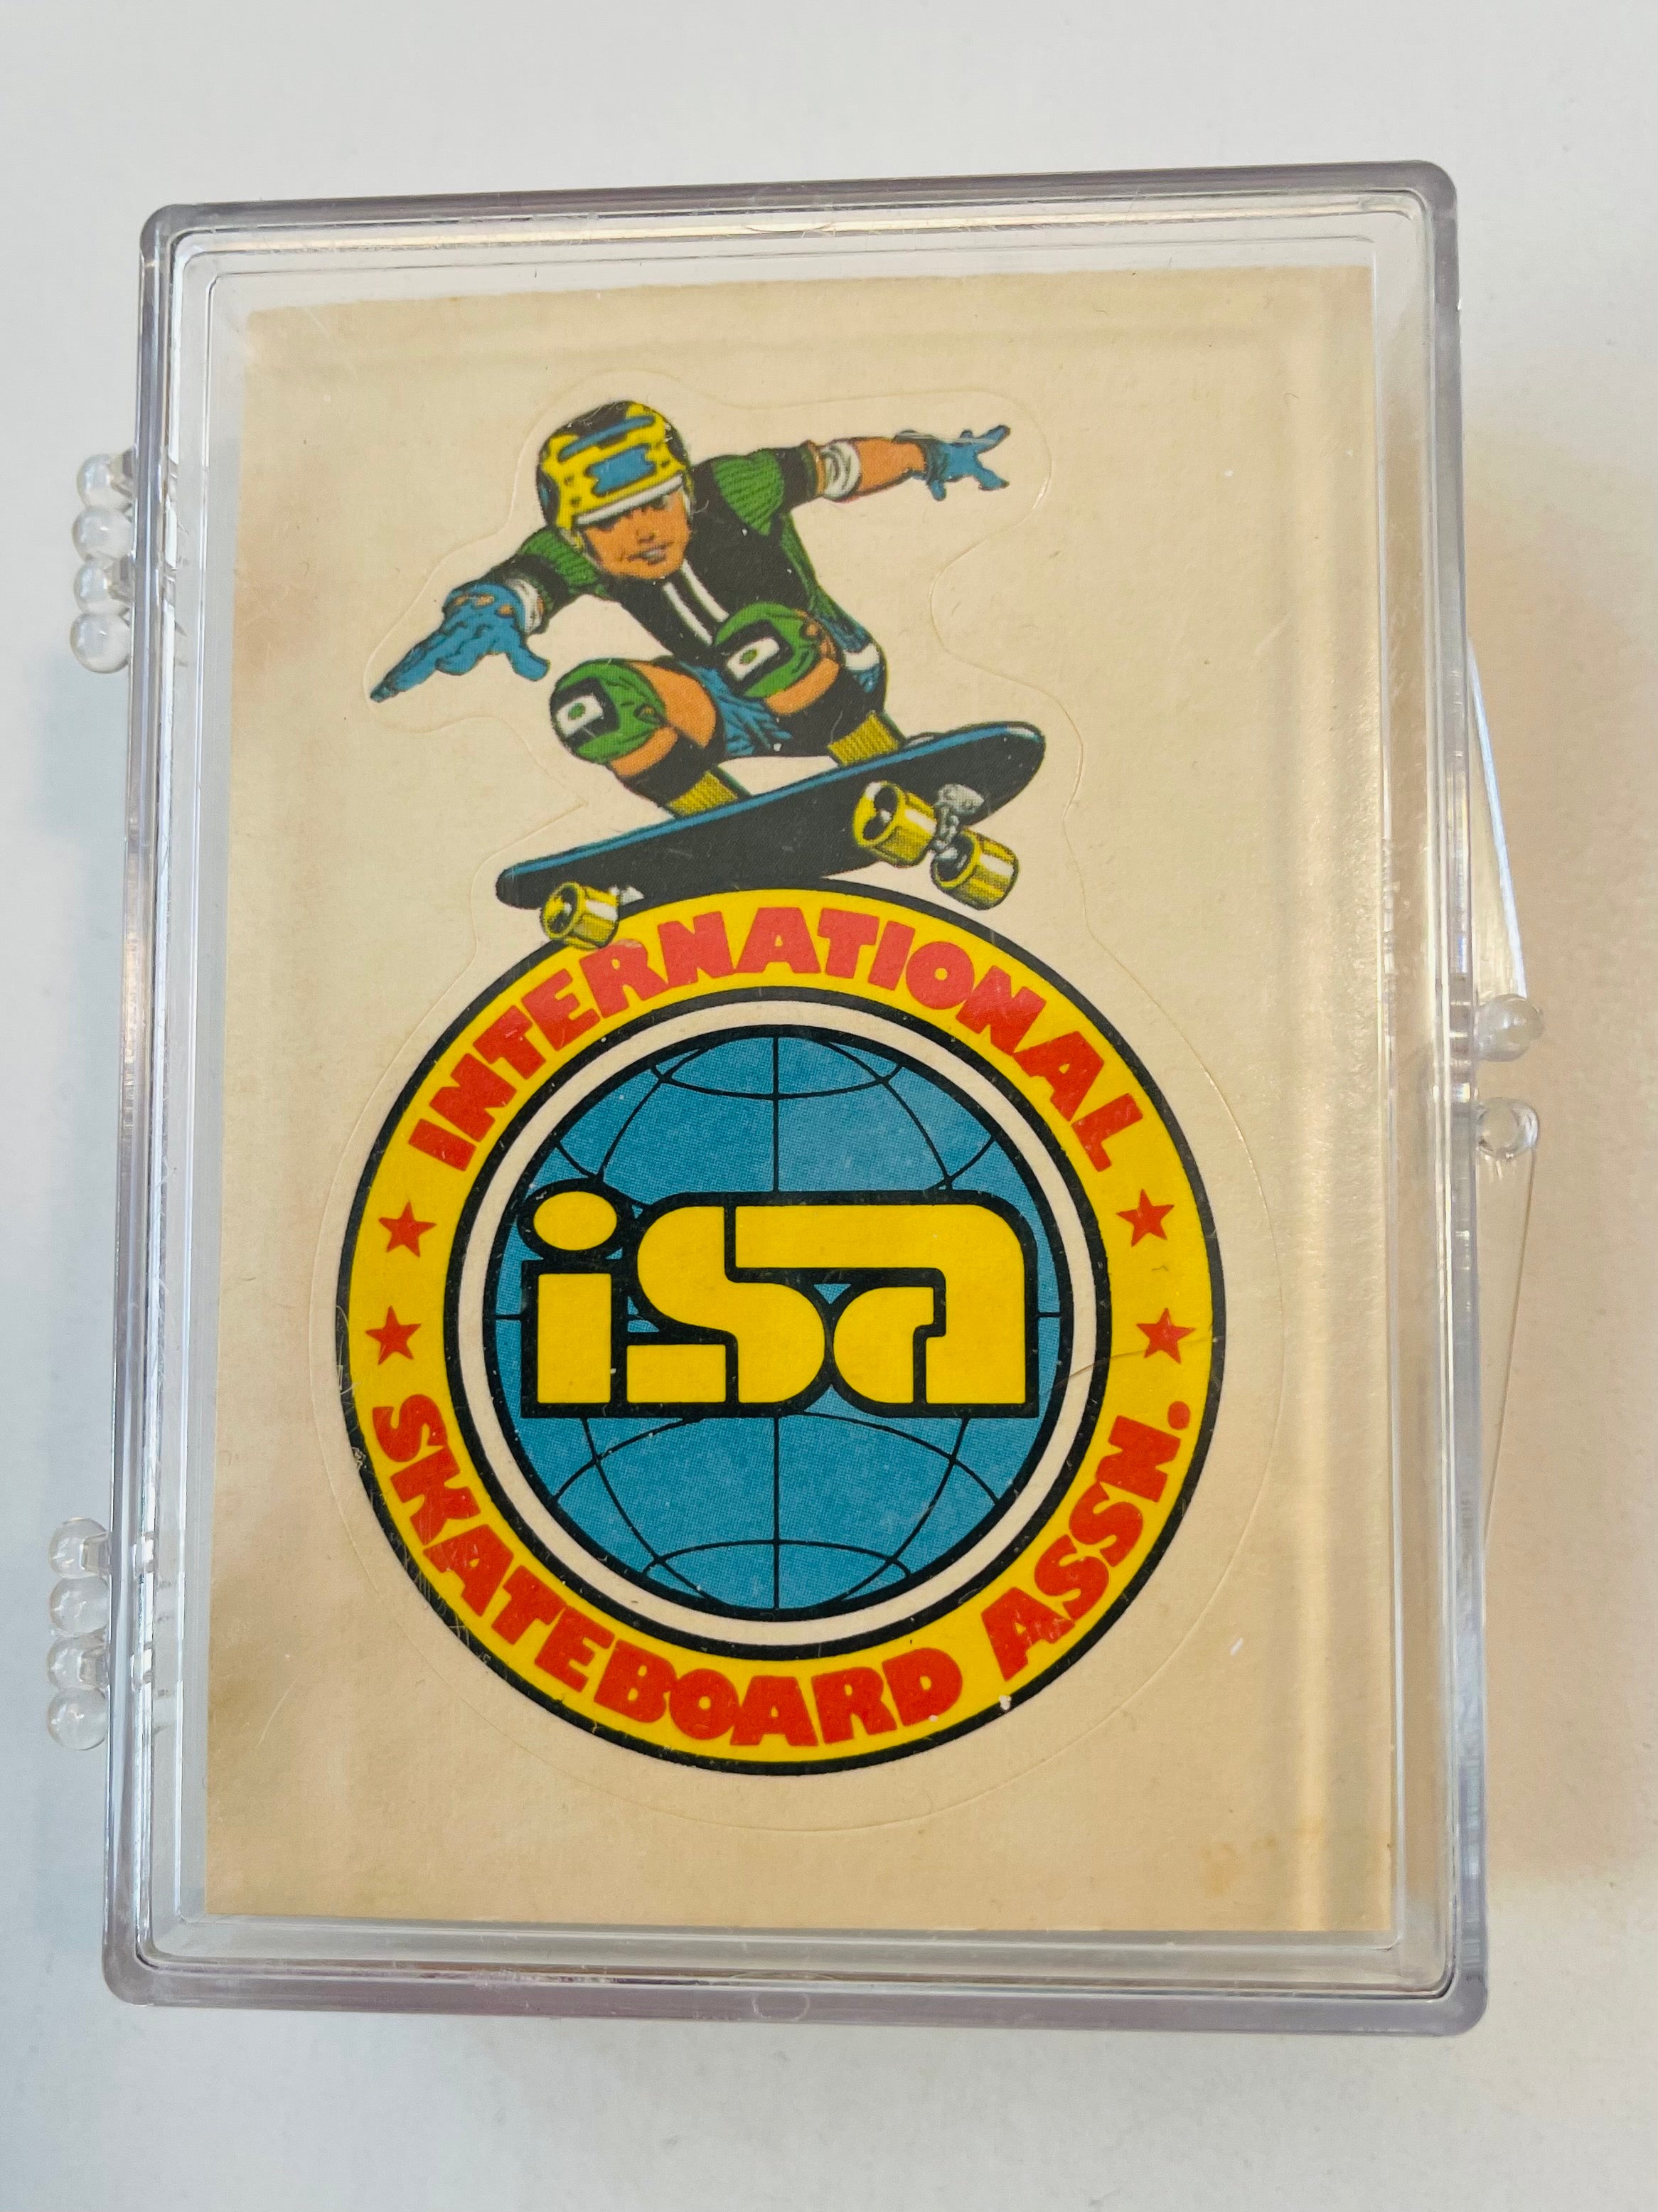 INTERNATIONAL
isa
SKATEBOARD ASSN.